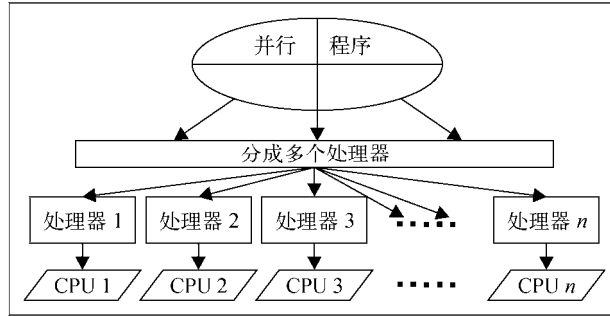 并行 程序
分成多个处理器
处理器 1 处理器 2 处理器 3 …… 处理器 n
CPU 1 CPU 2 CPU 3 …… CPU n